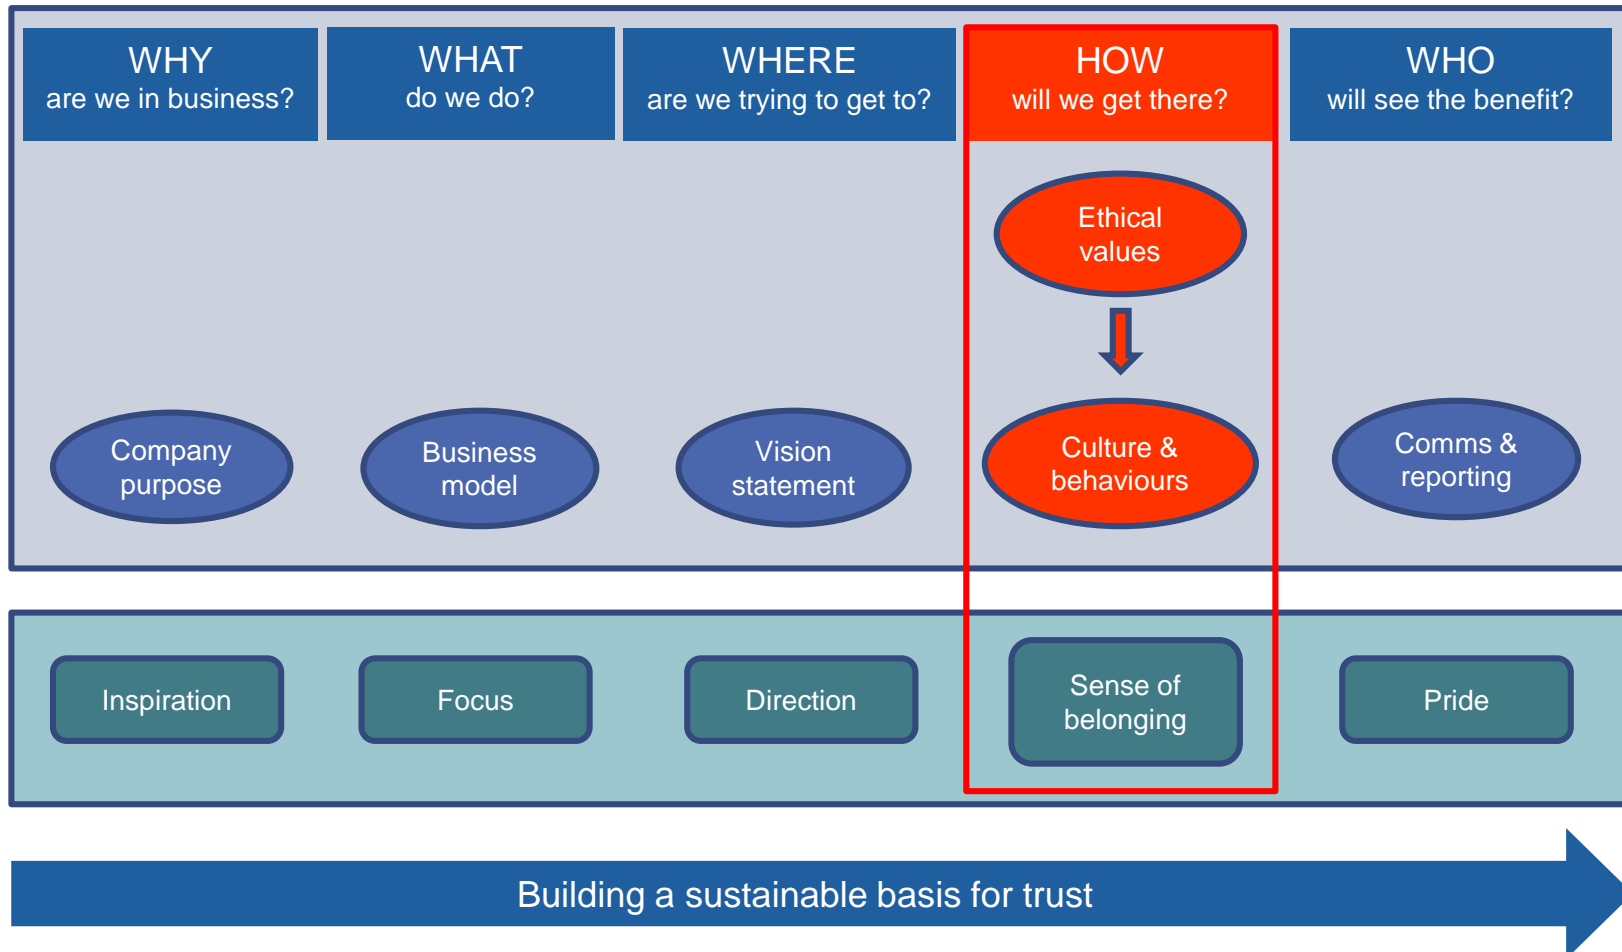 WHY
are we in business?
WHAT
do we do?
WHERE
are we trying to get to?
HOW
will we get there?
WHO
will see the benefit?
Ethical
values
Company
purpose
Business
model
Vision
statement
Culture &
behaviours
Comms &
reporting
Inspiration
Focus
Direction
Sense of
belonging
Pride
Building a sustainable basis for trust